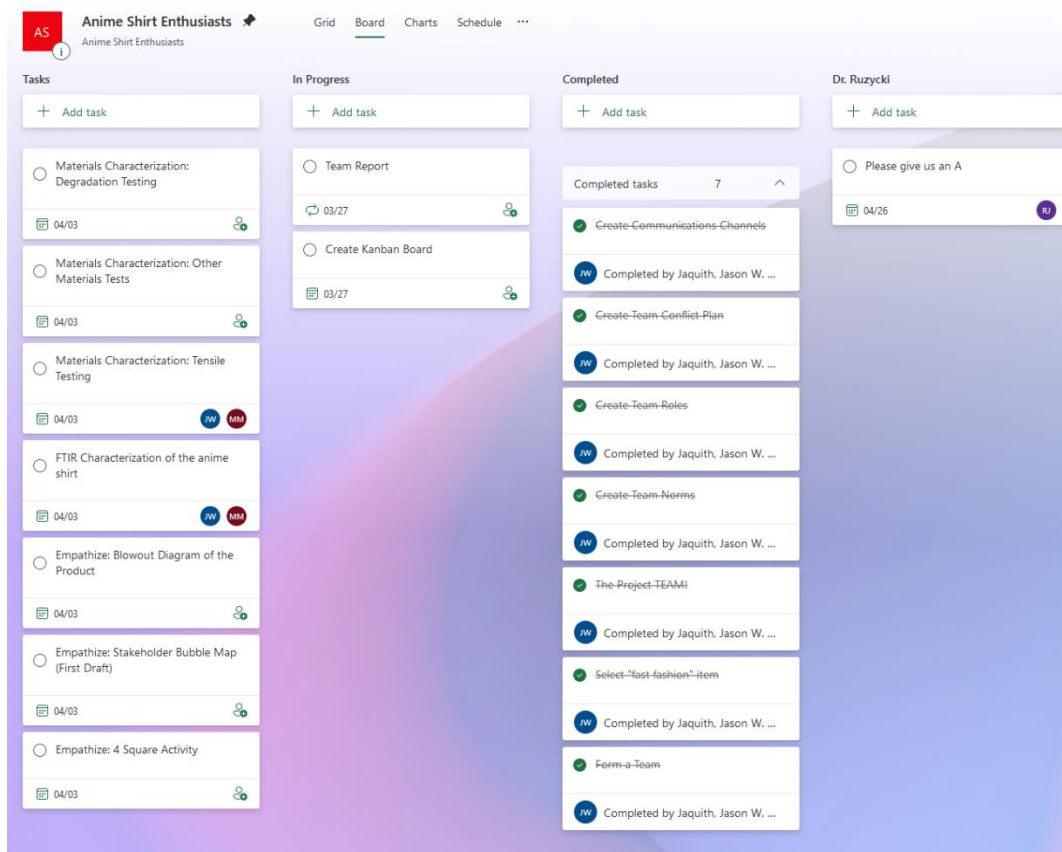 AS
i
Anime Shirt Enthusiasts
Anime Shirt Enthusiasts
Grid Board Charts Schedule ...
Tasks
+ Add task
Materials Characterization:
Degradation Testing
04/03
Materials Characterization: Other
Materials Tests
04/03
Materials Characterization: Tensile
Testing
04/03 JW MM
FTIR Characterization of the anime
shirt
04/03 JW MM
Empathize: Blowout Diagram of the
Product
04/03
Empathize: Stakeholder Bubble Map
(First Draft)
04/03
Empathize: 4 Square Activity
04/03
In Progress
+ Add task
Team Report
03/27
Create Kanban Board
03/27
Completed
+ Add task
Completed tasks 7
Create Communications Channels
JW Completed by Jaquith, Jason W. ...
Create Team Conflict Plan
JW Completed by Jaquith, Jason W. ...
Create Team Roles
JW Completed by Jaquith, Jason W. ...
Create Team Norms
JW Completed by Jaquith, Jason W. ...
The Project TEAM!
JW Completed by Jaquith, Jason W. ...
Select "fast fashion" item
JW Completed by Jaquith, Jason W. ...
Form a Team
JW Completed by Jaquith, Jason W. ...
Dr. Ruzycki
+ Add task
Please give us an A
04/26 RJ